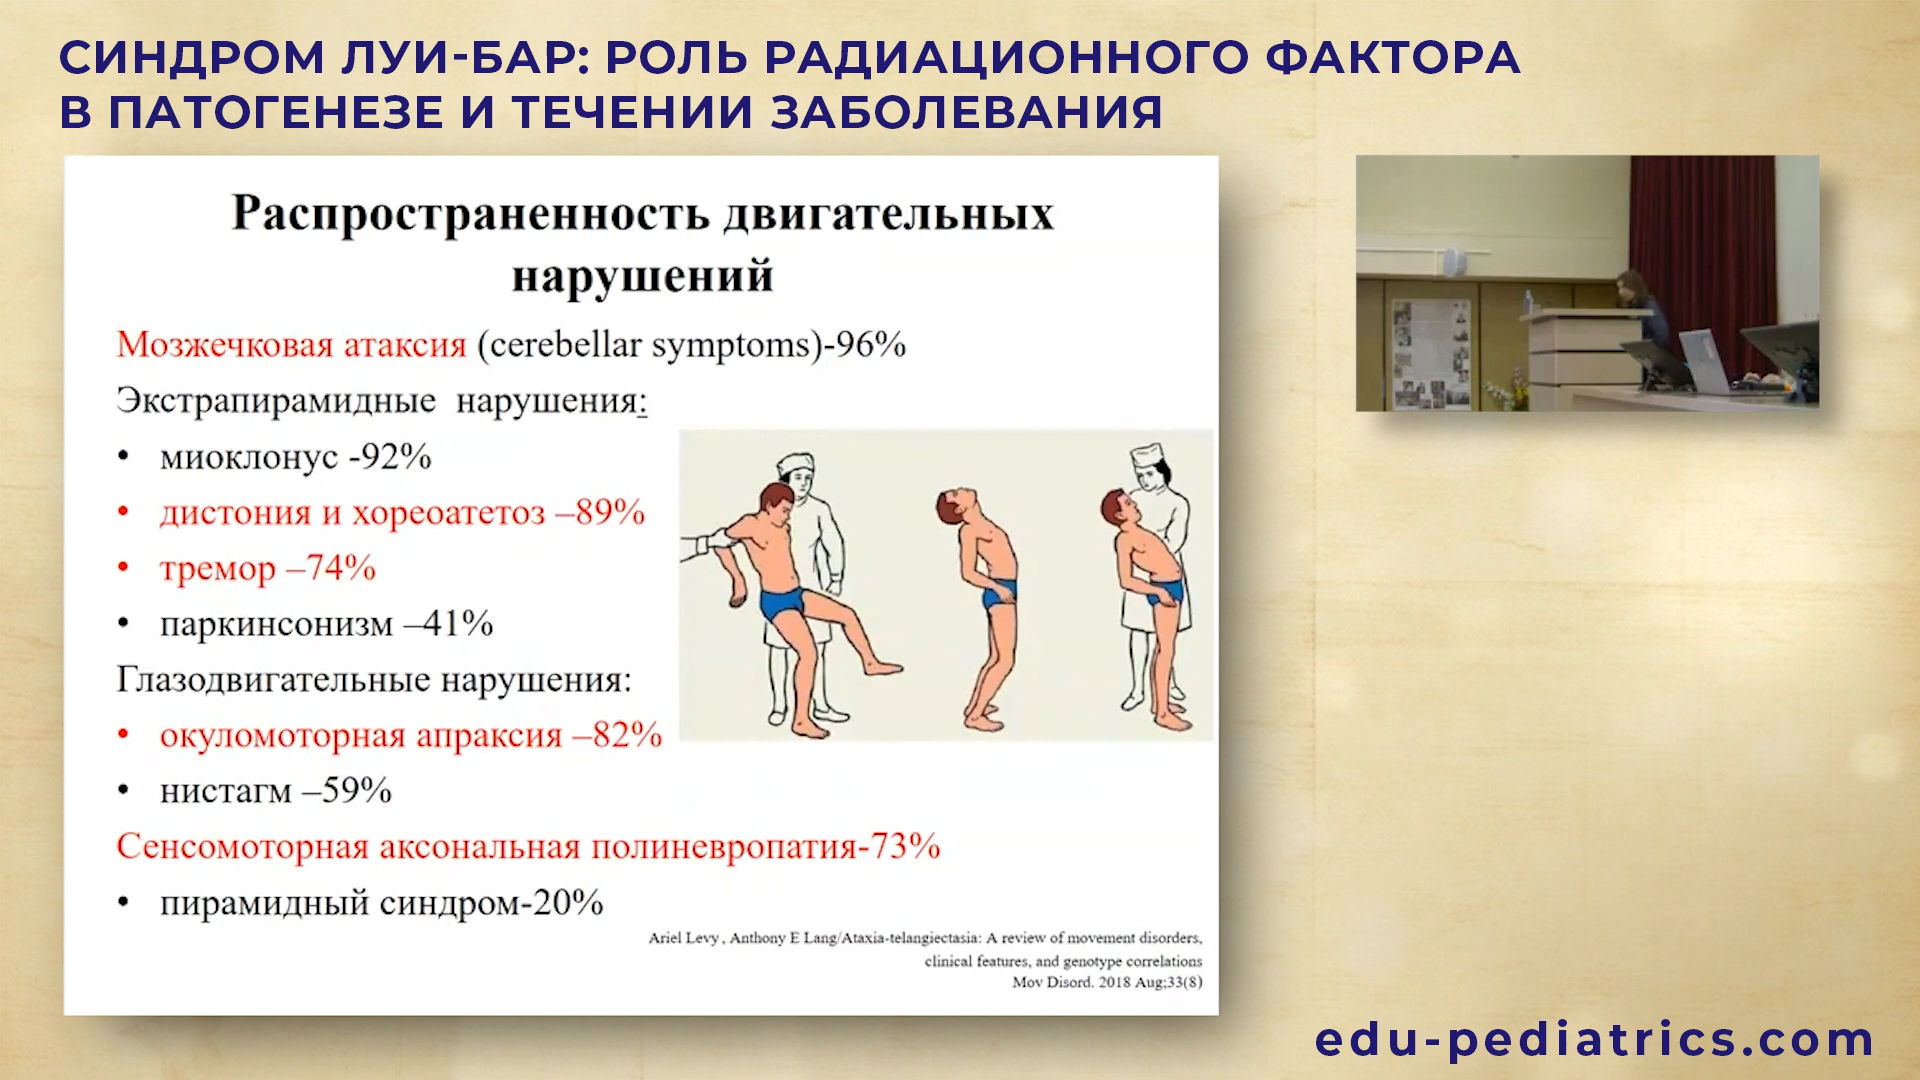 СИНДРОМ ЛУИ-БАР: РОЛЬ РАДИАЦИОННОГО ФАКТОРА
В ПАТОГЕНЕЗЕ И ТЕЧЕНИИ ЗАБОЛЕВАНИЯ
Распространенность двигательных
нарушений
Мозжечковая атаксия (cerebellar symptoms)-96%
Экстрапирамидные нарушения:
• миоклонус -92%
• дистония и хореоатетоз –89%
• тремор –74%
• паркинсонизм –41%
Глазодвигательные нарушения:
• окуломоторная апраксия –82%
• нистагм –59%
Сенсомоторная аксональная полиневропатия-73%
• пирамидный синдром-20%
Ariel Levy , Anthony E Lang/Ataxia-telangiectasia: A review of movement disorders,
clinical features, and genotype correlations
Mov Disord. 2018 Aug;33(8)
edu-pediatrics.com